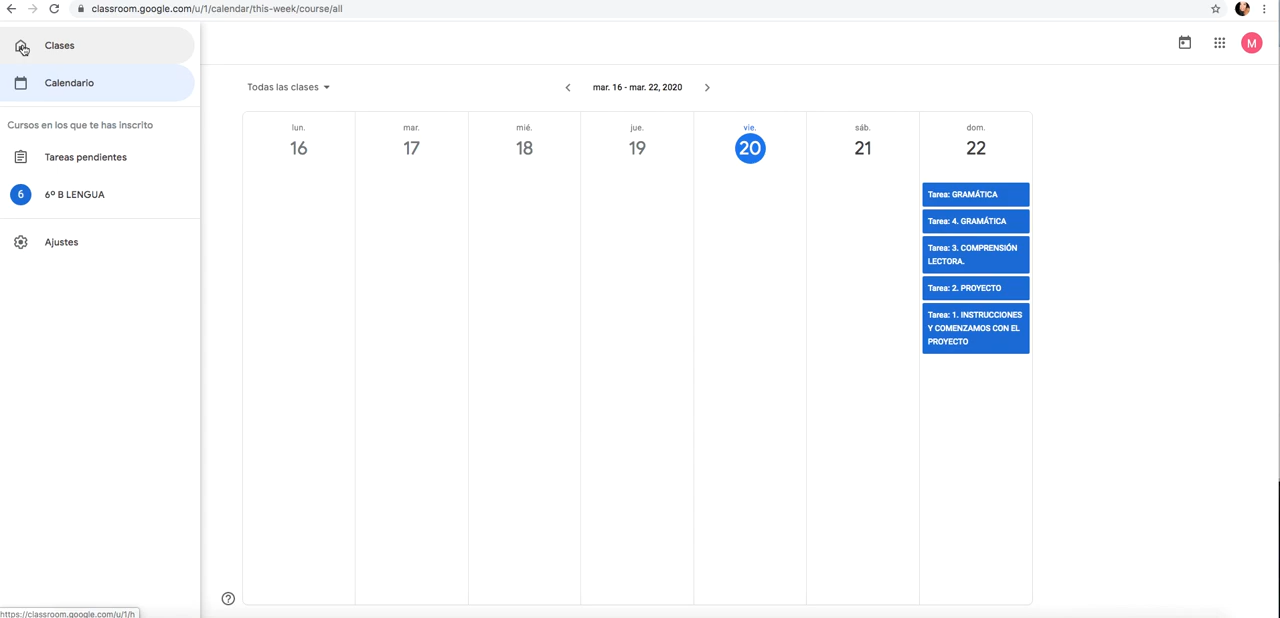 classroom.google.com/u/1/calendar/this-week/course/all
Clases
Calendario
Cursos en los que te has inscrito
Tareas pendientes
6 6º B LENGUA
Ajustes
M
Todas las clases
mar. 16 - mar. 22, 2020
lun. mar. mié. jue. vie. sáb. dom.
16 17 18 19 20 21 22
Tarea: GRAMÁTICA
Tarea: 4. GRAMÁTICA
Tarea: 3. COMPRENSIÓN
LECTORA.
Tarea: 2. PROYECTO
Tarea: 1. INSTRUCCIONES
Y COMENZAMOS CON EL
PROYECTO
https://classroom.google.com/u/1/h